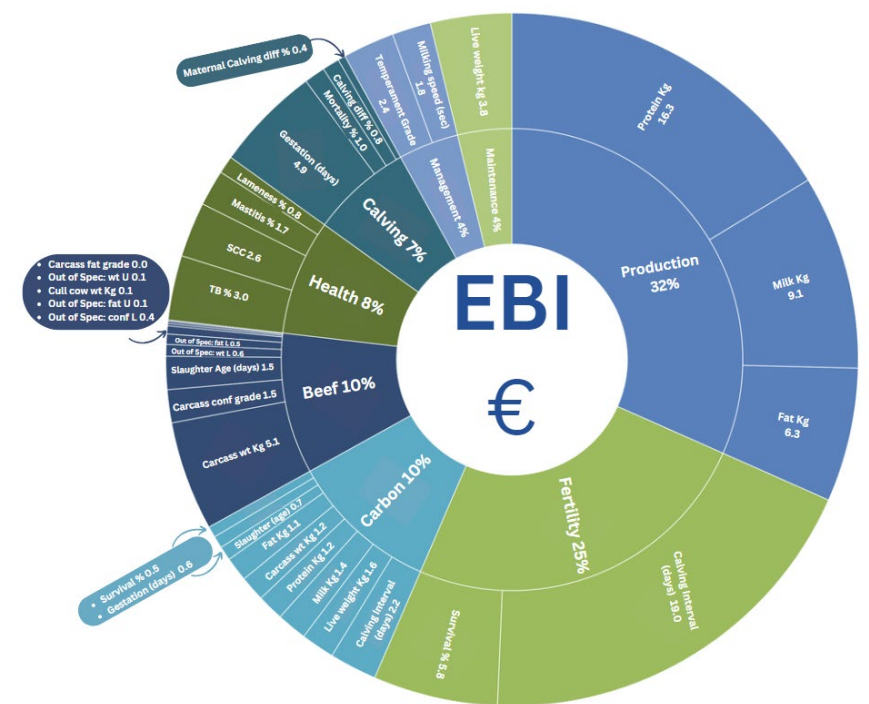 EBI
€
Production
32%
Protein Kg
16.3
Milk Kg
9.1
Fat Kg
6.3
Fertility 25%
Calving Interval
(days) 19.0
Survival % 5.8
Carbon 10%
Calving Interval
(days) 2.2
Live weight Kg 1.6
Milk Kg 1.4
Protein Kg 1.2
Carcass wt Kg 1.2
Fat Kg 1.1
Slaughter (age) 0.7
• Survival % 0.5
• Gestation (days) 0.6
Beef 10%
Carcass wt Kg 5.1
Carcass conf grade 1.5
Slaughter Age (days) 1.5
Out of Spec: wt L 0.6
Out of Spec: fat L 0.5
• Carcass fat grade 0.0
• Out of Spec: wt U 0.1
• Cull cow wt Kg 0.1
• Out of Spec: fat U 0.1
• Out of Spec: conf L 0.4
Health 8%
TB % 3.0
SCC 2.6
Mastitis % 1.7
Lameness % 0.8
Calving 7%
Gestation (days)
4.9
Mortality % 1.0
Calving diff % 0.8
Maternal Calving diff % 0.4
Management 4%
Temperament Grade
2.4
Milking speed (sec)
1.8
Maintenance 4%
Live weight kg 3.8